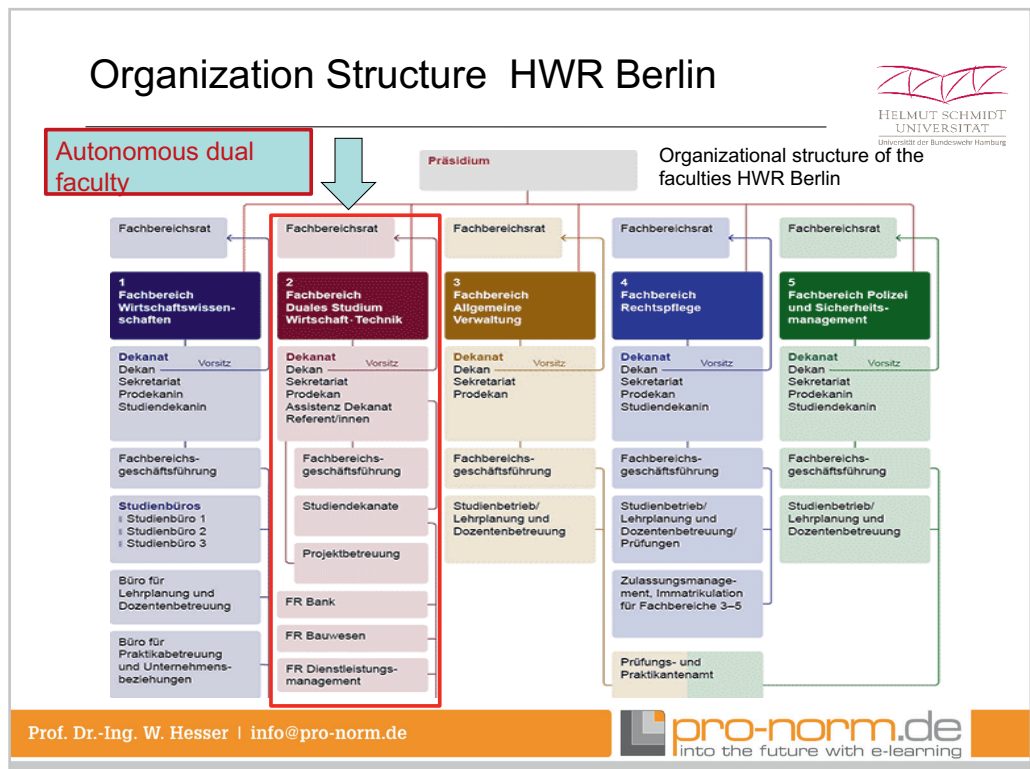 Organization Structure HWR Berlin
HELMUT SCHMIDT
UNIVERSITÄT
Universität der Bundeswehr Hamburg
Autonomous dual
faculty
Präsidium
Organizational structure of the
faculties HWR Berlin
Fachbereichsrat
1
Fachbereich
Wirtschaftswissen-
schaften
Dekanat
Vorsitz
Dekan
Sekretariat
Prodekanin
Studiendekanin
Fachbereichs-
geschäftsführung
Studienbüros
Studienbüro 1
Studienbüro 2
Studienbüro 3
Büro für
Lehrplanung und
Dozentenbetreuung
Büro für
Praktikabetreuung
und Unternehmens-
beziehungen
Fachbereichsrat
2
Fachbereich
Duales Studium
Wirtschaft · Technik
Dekanat
Vorsitz
Dekan
Sekretariat
Prodekan
Assistenz Dekanat
Referent/innen
Fachbereichs-
geschäftsführung
Studiendekanate
Projektbetreuung
FR Bank
FR Bauwesen
FR Dienstleistungs-
management
Fachbereichsrat
3
Fachbereich
Allgemeine
Verwaltung
Dekanat
Vorsitz
Dekan
Sekretariat
Prodekan
Fachbereichs-
geschäftsführung
Studienbetrieb/
Lehrplanung und
Dozentenbetreuung
Fachbereichsrat
4
Fachbereich
Rechtspflege
Dekanat
Vorsitz
Dekan
Sekretariat
Prodekan
Studiendekanin
Fachbereichs-
geschäftsführung
Studienbetrieb/
Lehrplanung und
Dozentenbetreuung/
Prüfungen
Zulassungsmanage-
ment, Immatrikulation
für Fachbereiche 3–5
Prüfungs- und
Praktikantenamt
Fachbereichsrat
5
Fachbereich Polizei
und Sicherheits-
management
Dekanat
Vorsitz
Dekan
Sekretariat
Prodekanin
Studiendekanin
Fachbereichs-
geschäftsführung
Studienbetrieb/
Lehrplanung und
Dozentenbetreuung
Prof. Dr.-Ing. W. Hesser | info@pro-norm.de
pro-norm.de
into the future with e-learning